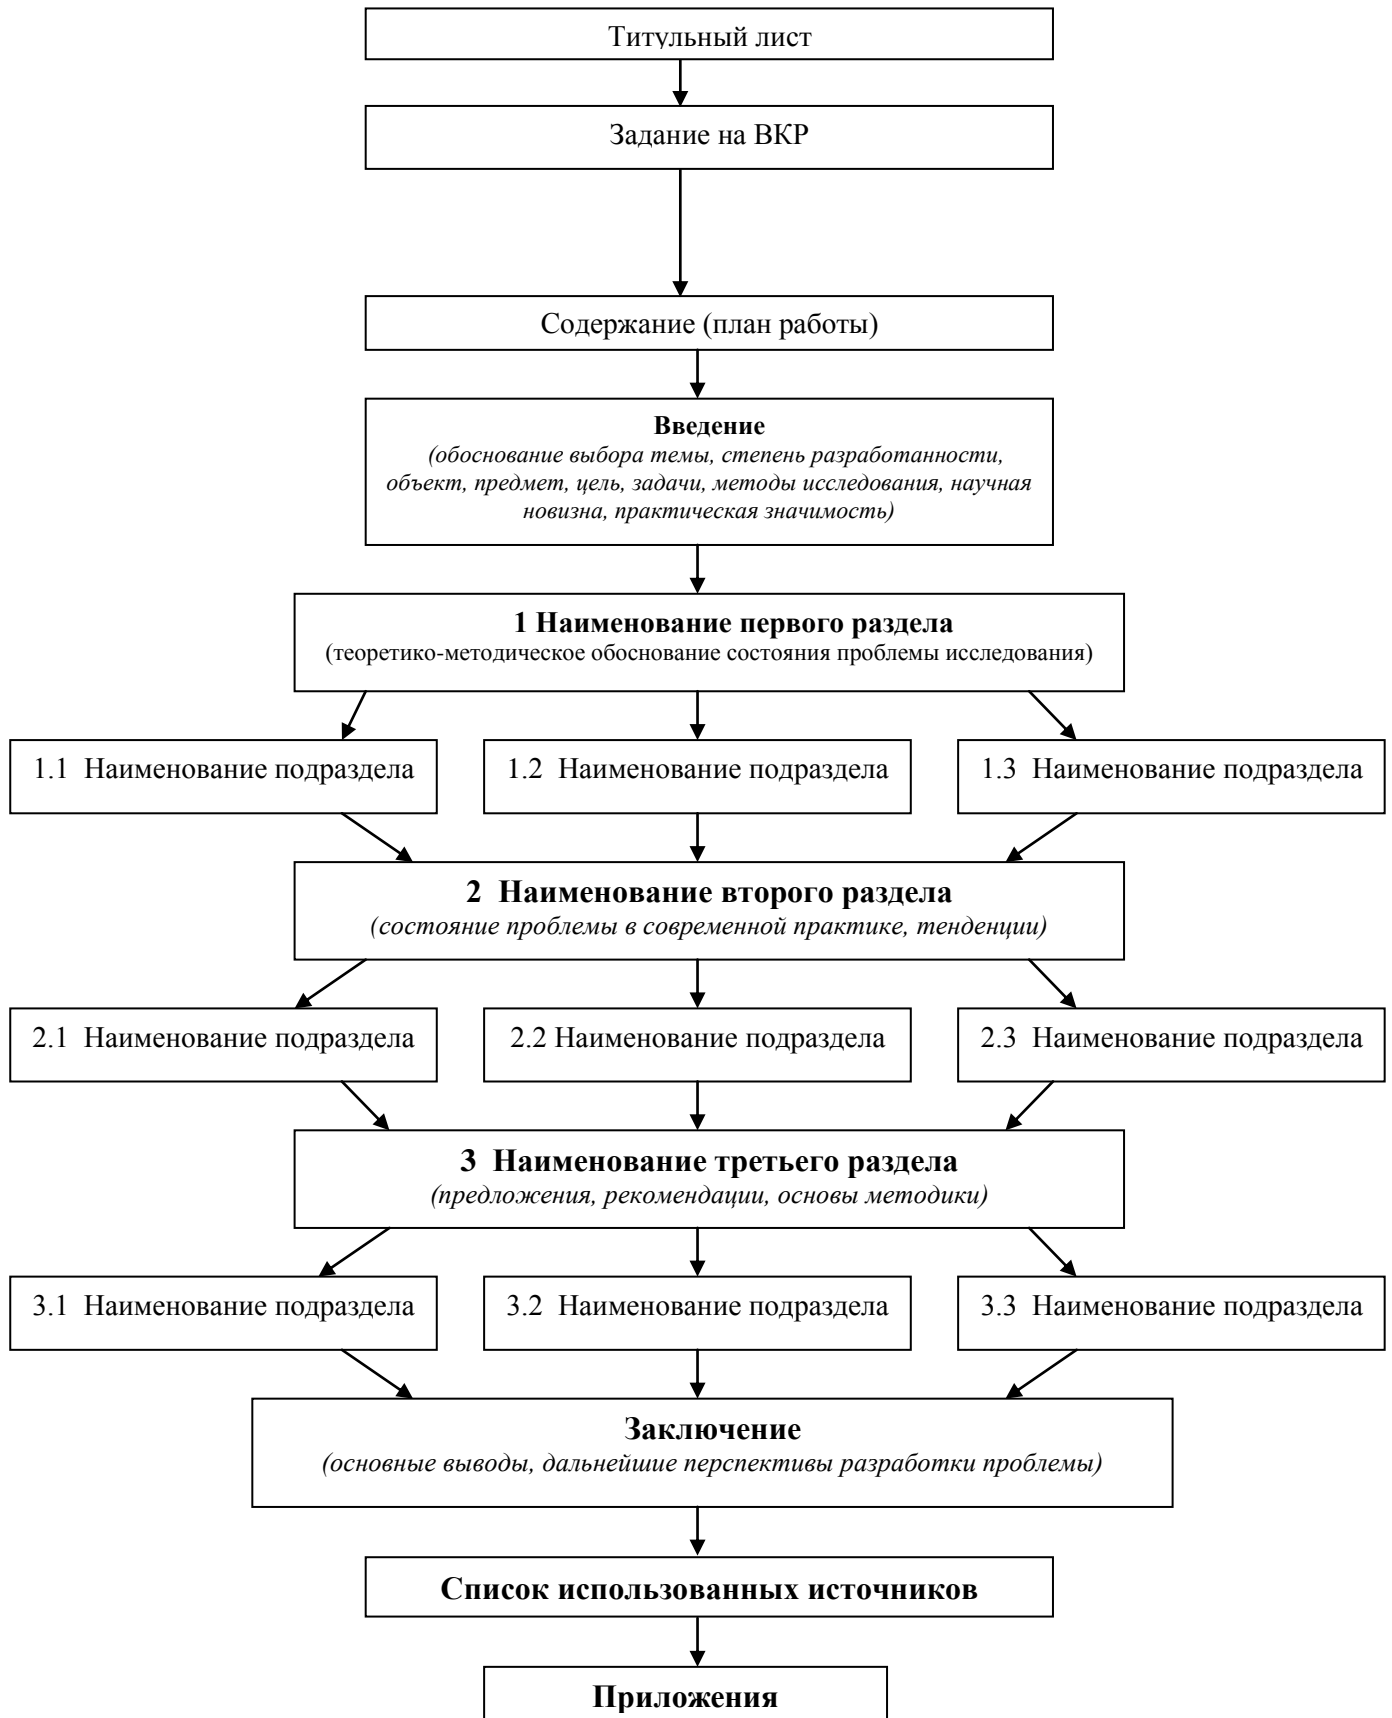 Титульный лист
Задание на ВКР
Содержание (план работы)
Введение
(обоснование выбора темы, степень разработанности,
объект, предмет, цель, задачи, методы исследования, научная
новизна, практическая значимость)
1 Наименование первого раздела
(теоретико-методическое обоснование состояния проблемы исследования)
1.1 Наименование подраздела
1.2 Наименование подраздела
1.3 Наименование подраздела
2 Наименование второго раздела
(состояние проблемы в современной практике, тенденции)
2.1 Наименование подраздела
2.2 Наименование подраздела
2.3 Наименование подраздела
3 Наименование третьего раздела
(предложения, рекомендации, основы методики)
3.1 Наименование подраздела
3.2 Наименование подраздела
3.3 Наименование подраздела
Заключение
(основные выводы, дальнейшие перспективы разработки проблемы)
Список использованных источников
Приложения